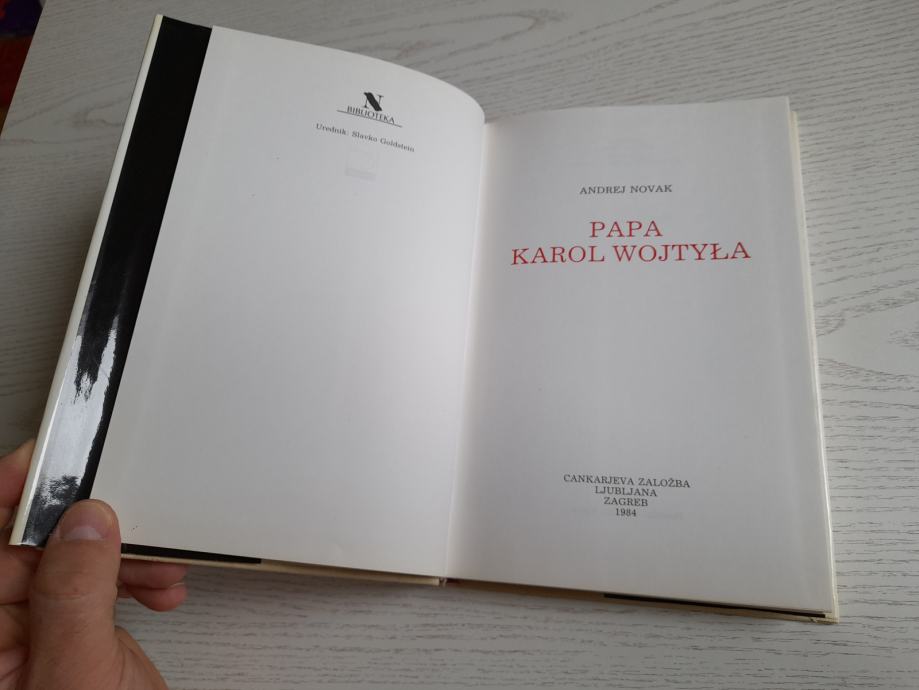 N
BIBLIOTEKA
Urednik: Slavko Goldstein
ANDREJ NOVAK
PAPA
KAROL WOJTYŁA
CANKARJEVA ZALOŽBA
LJUBLJANA
ZAGREB
1984